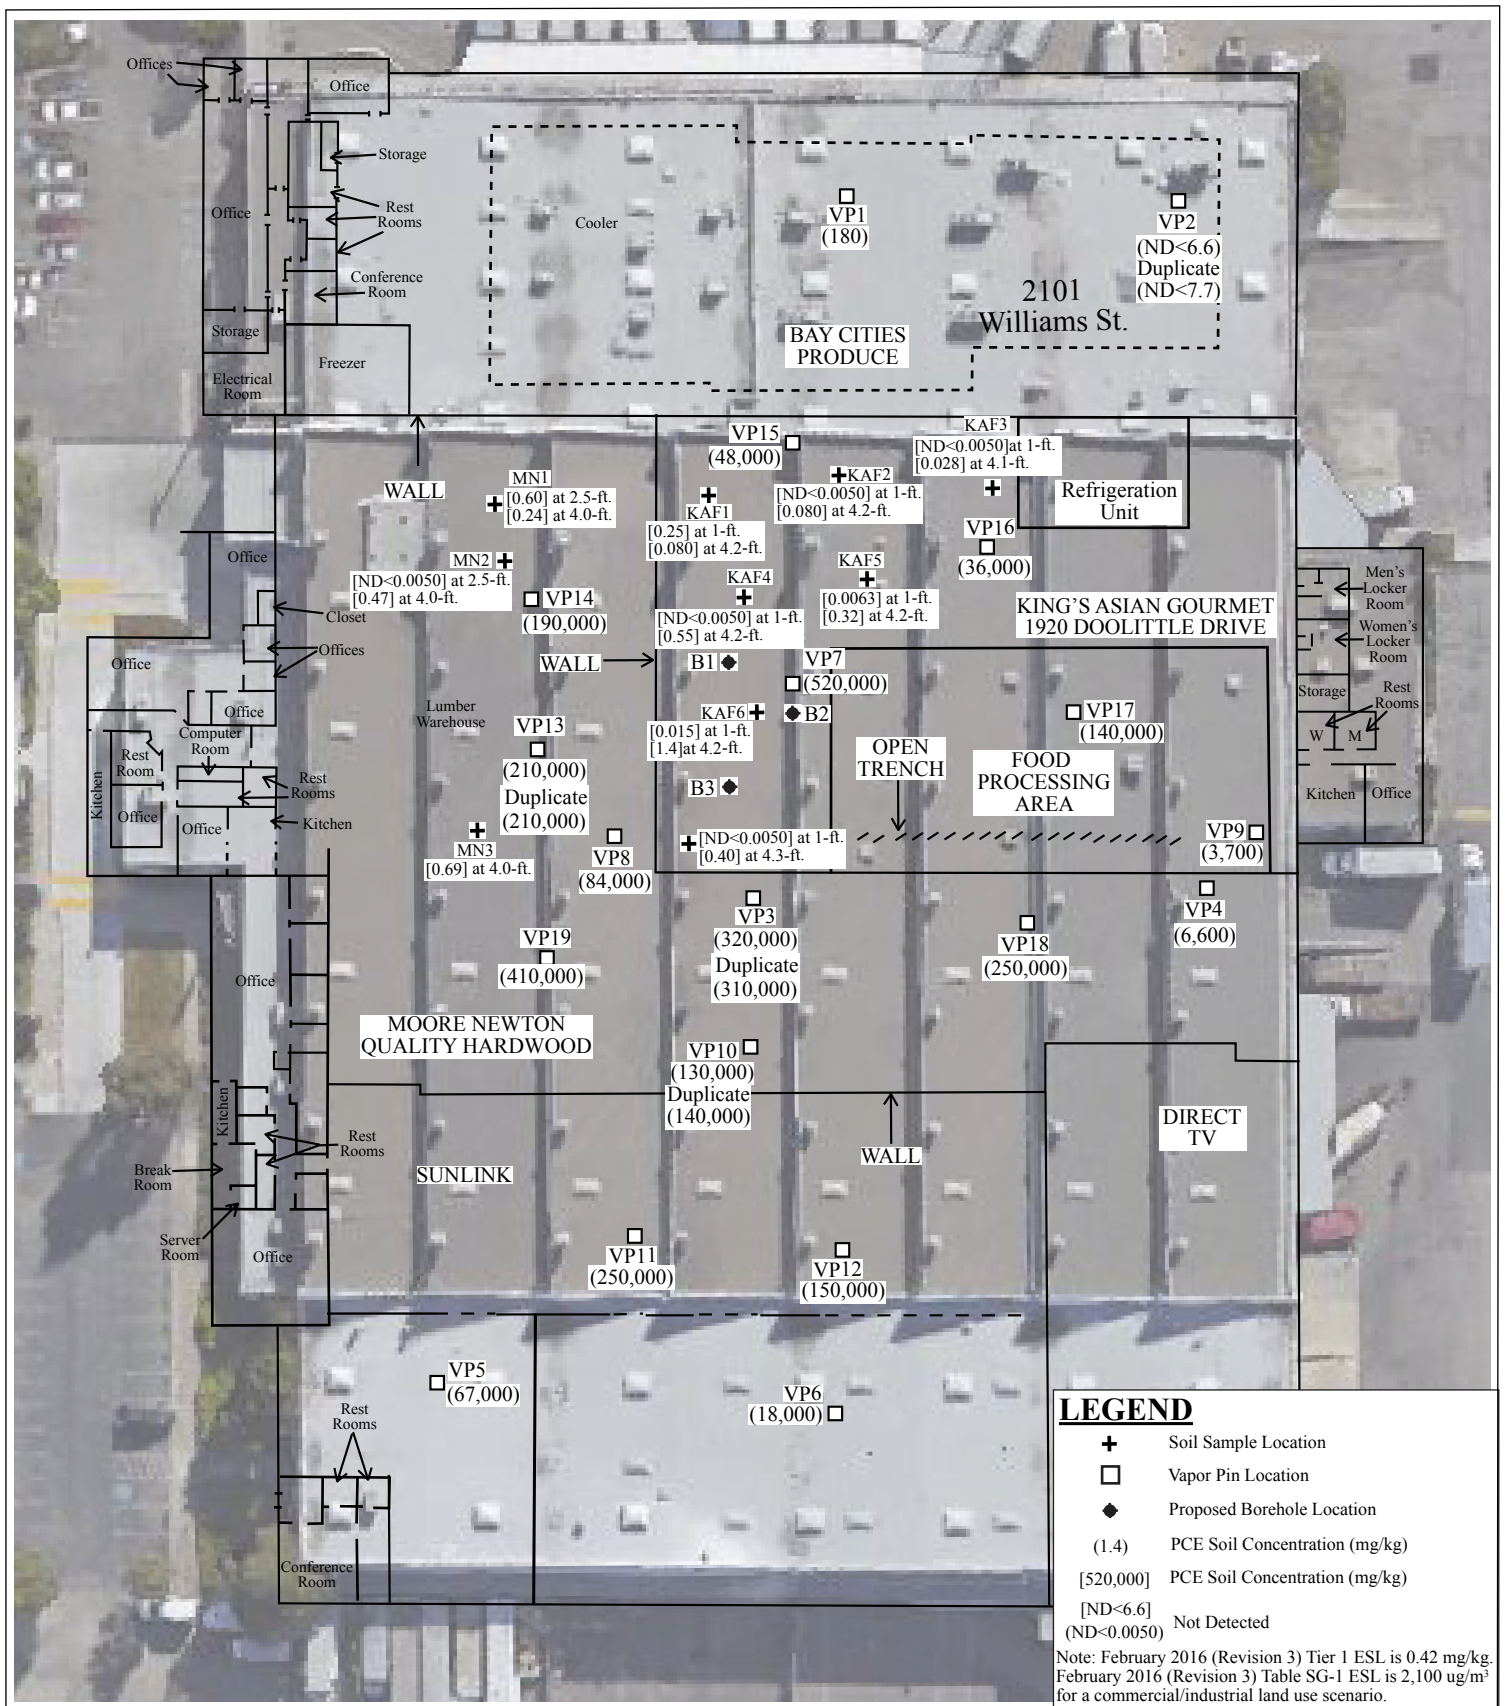 Offices
Office
Storage
Office
Rest
Rooms
Conference
Room
Storage
Freezer
Electrical
Room
Cooler
VP1
(180)
VP2
(ND<6.6)
Duplicate
(ND<7.7)
2101
Williams St.
BAY CITIES
PRODUCE
WALL
MN1
[0.60] at 2.5-ft.
[0.24] at 4.0-ft.
MN2
[ND<0.0050] at 2.5-ft.
[0.47] at 4.0-ft.
VP15
(48,000)
KAF1
[0.25] at 1-ft.
[0.080] at 4.2-ft.
KAF2
[ND<0.0050] at 1-ft.
[0.080] at 4.2-ft.
KAF3
[ND<0.0050]at 1-ft.
[0.028] at 4.1-ft.
Refrigeration
Unit
VP16
(36,000)
KAF4
[ND<0.0050] at 1-ft.
[0.55] at 4.2-ft.
KAF5
[0.0063] at 1-ft.
[0.32] at 4.2-ft.
KING'S ASIAN GOURMET
1920 DOOLITTLE DRIVE
Men's
Locker
Room
Women's
Locker
Room
Storage
Rest
Rooms
W
M
Kitchen
Office
Office
Closet
Offices
Office
Office
Computer
Room
Rest
Room
Kitchen
Office
Office
Rest
Rooms
Kitchen
VP14
(190,000)
WALL
Lumber
Warehouse
VP13
(210,000)
Duplicate
(210,000)
B1
VP7
(520,000)
KAF6
[0.015] at 1-ft.
[1.4]at 4.2-ft.
B2
B3
OPEN
TRENCH
FOOD
PROCESSING
AREA
VP17
(140,000)
VP9
(3,700)
MN3
[0.69] at 4.0-ft.
VP8
(84,000)
[ND<0.0050] at 1-ft.
[0.40] at 4.3-ft.
VP3
(320,000)
Duplicate
(310,000)
VP4
(6,600)
VP18
(250,000)
VP19
(410,000)
Office
MOORE NEWTON
QUALITY HARDWOOD
VP10
(130,000)
Duplicate
(140,000)
WALL
DIRECT
TV
Kitchen
Rest
Rooms
Break
Room
Server
Room
Office
SUNLINK
VP11
(250,000)
VP12
(150,000)
VP5
(67,000)
VP6
(18,000)
Rest
Rooms
Conference
Room
LEGEND
Soil Sample Location
Vapor Pin Location
Proposed Borehole Location
(1.4) PCE Soil Concentration (mg/kg)
[520,000] PCE Soil Concentration (mg/kg)
[ND<6.6]
(ND<0.0050) Not Detected
Note: February 2016 (Revision 3) Tier 1 ESL is 0.42 mg/kg.
February 2016 (Revision 3) Table SG-1 ESL is 2,100 ug/m³
for a commercial/industrial land use scenario.